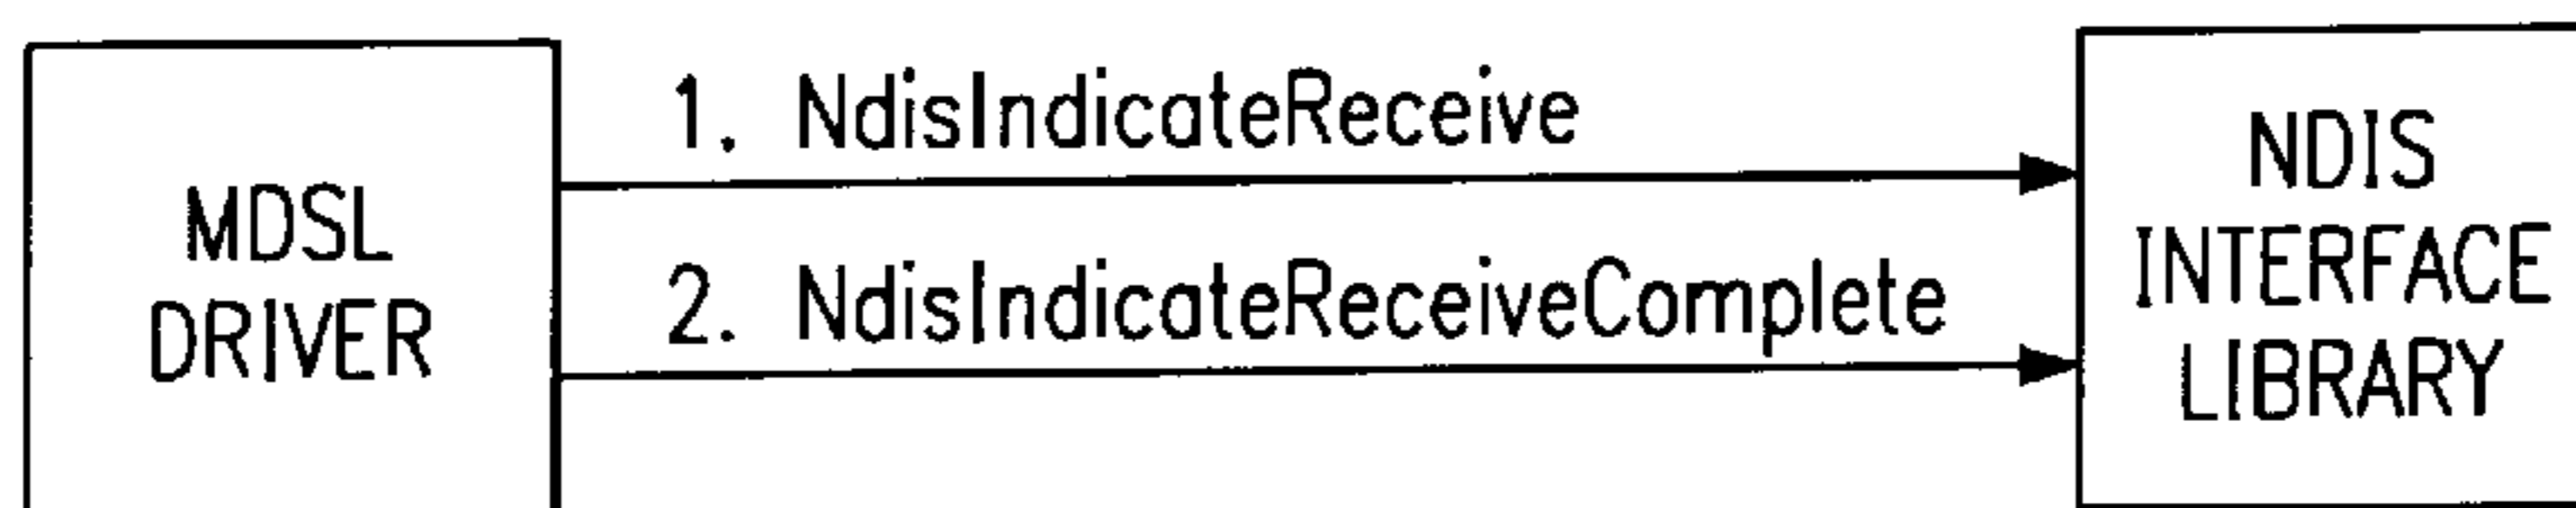 MDSL
DRIVER
1. NdisIndicateReceive
2. NdisIndicateReceiveComplete
NDIS
INTERFACE
LIBRARY